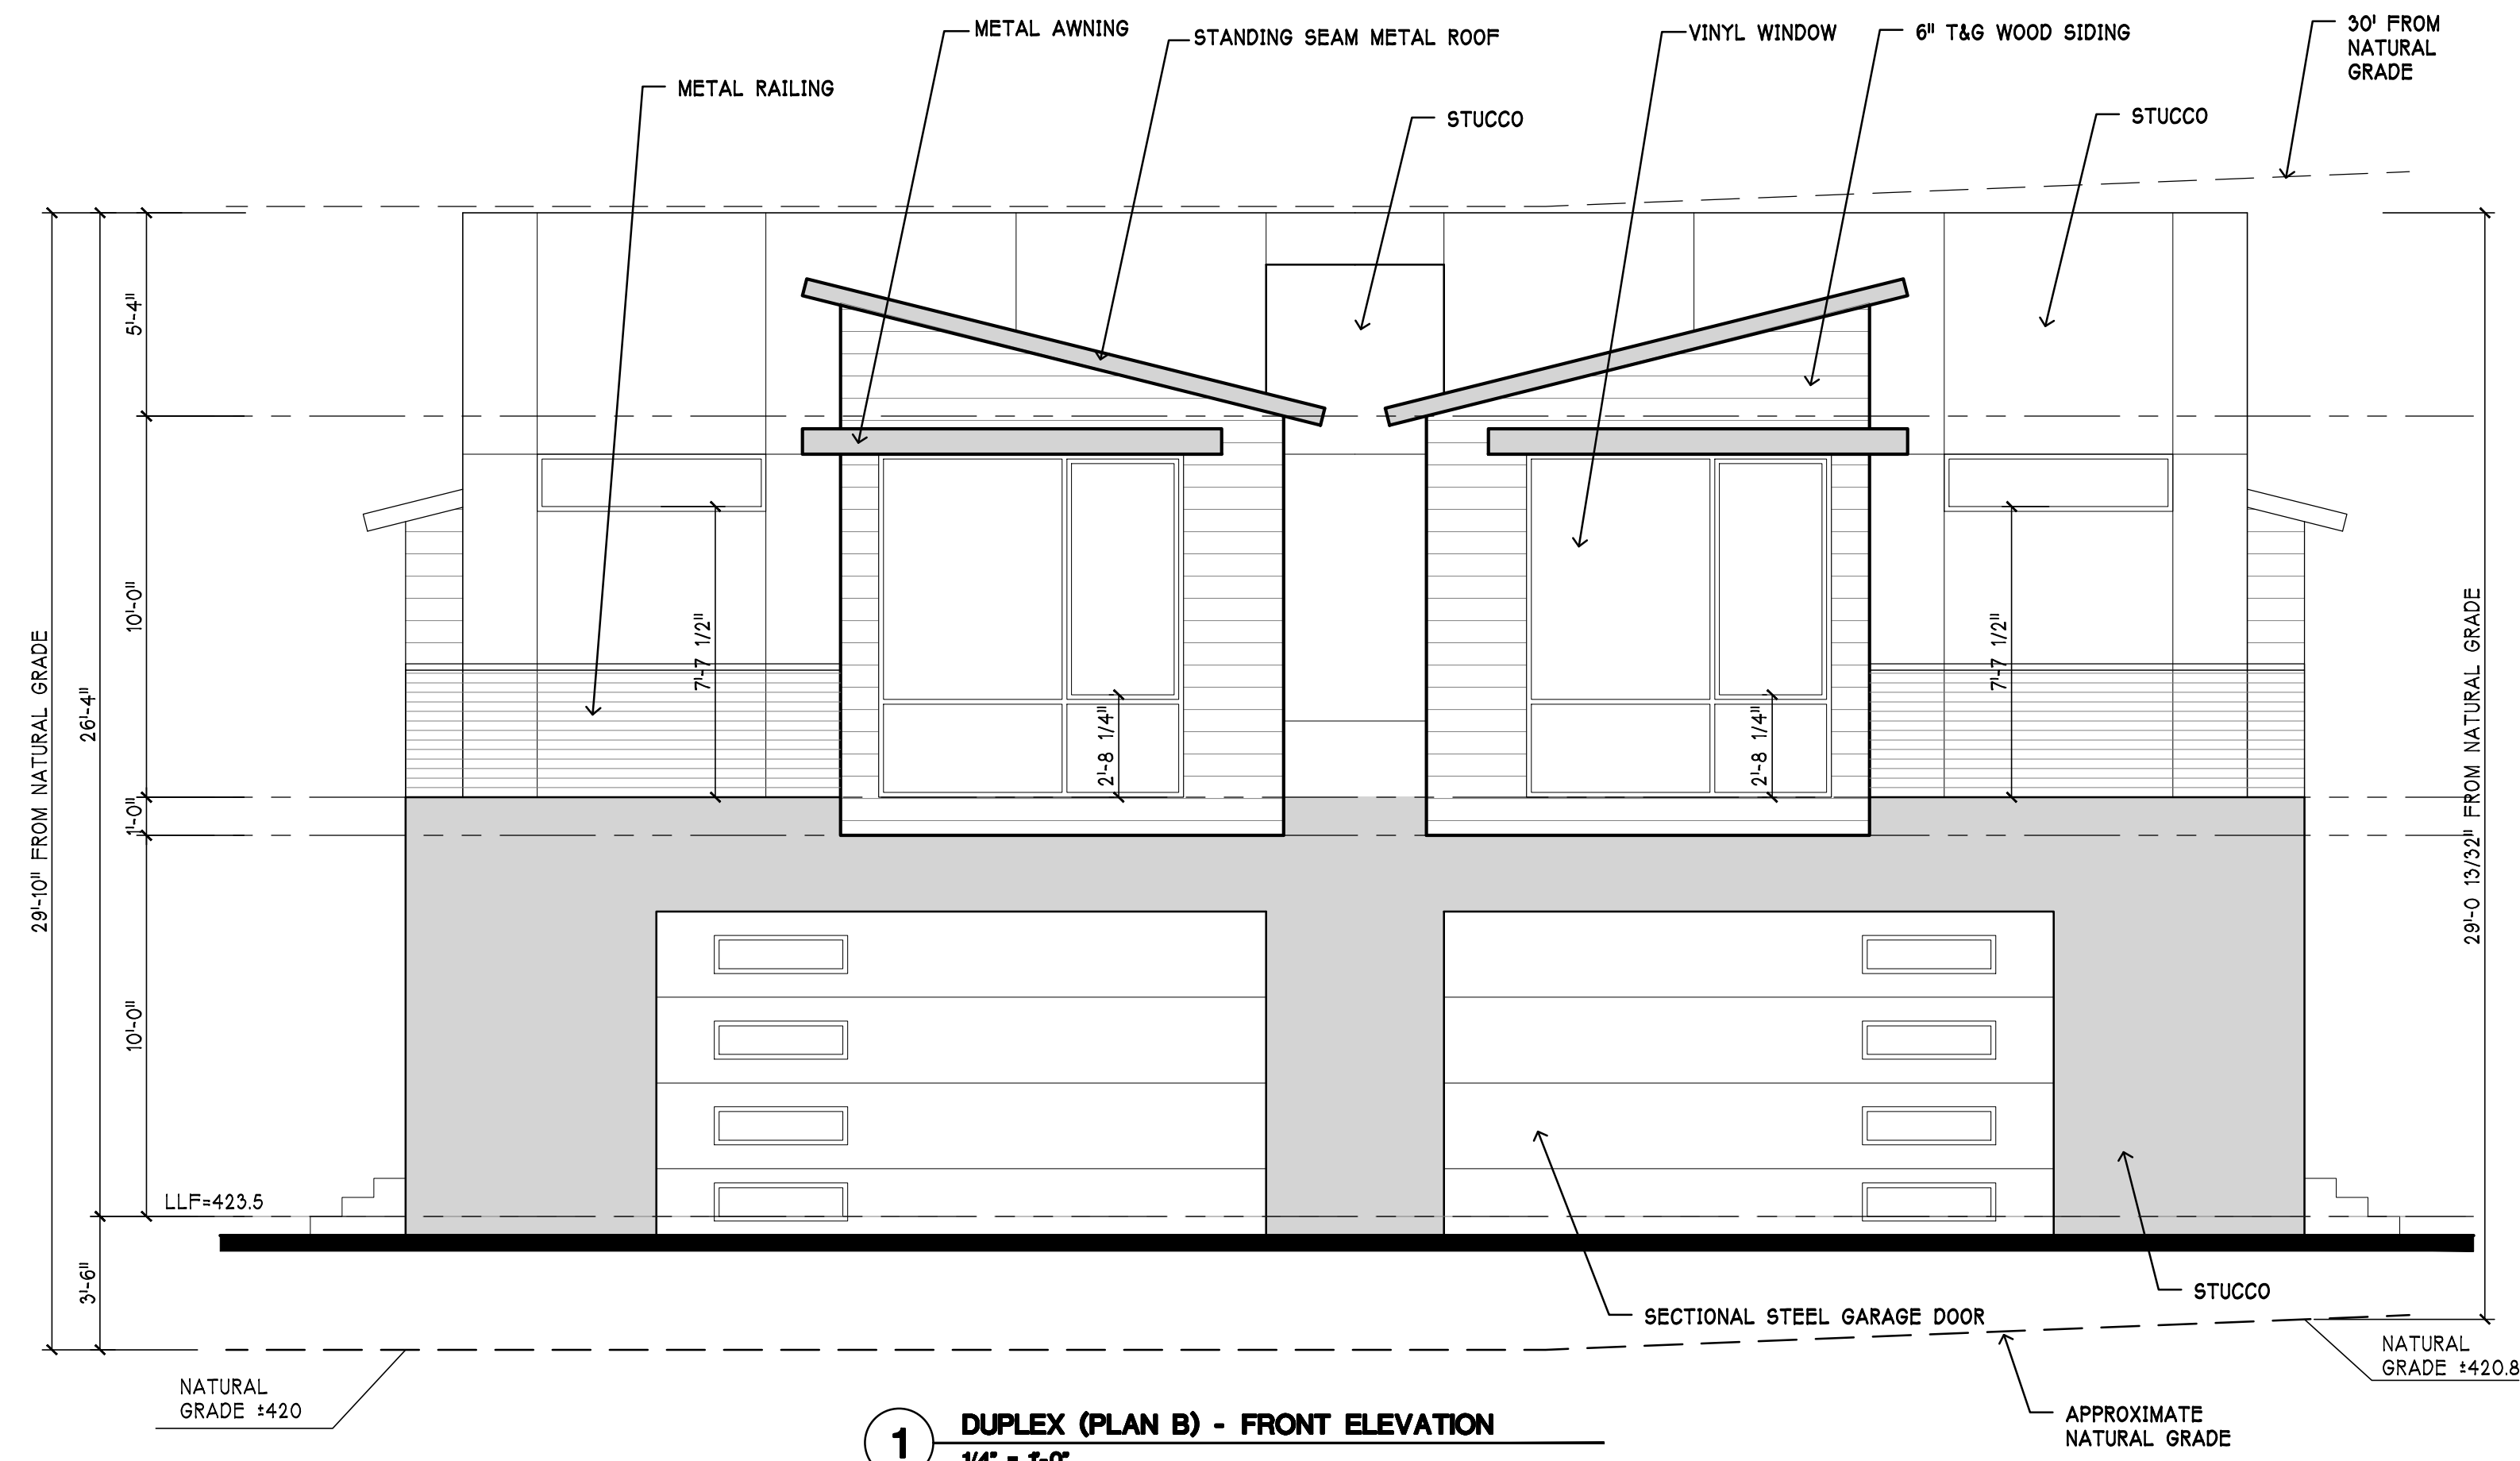 METAL AWNING
STANDING SEAM METAL ROOF
VINYL WINDOW
6" T&G WOOD SIDING
30' FROM
NATURAL
GRADE
METAL RAILING
STUCCO
STUCCO
5'-4"
10'-0"
1'-0"
10'-0"
26'-4"
3'-6"
29'-10" FROM NATURAL GRADE
7'-7 1/2"
2'-8 1/4"
2'-8 1/4"
7'-7 1/2"
29'-0 13/32" FROM NATURAL GRADE
LLF=423.5
STUCCO
SECTIONAL STEEL GARAGE DOOR
NATURAL
GRADE ±420
NATURAL
GRADE ±420.8
APPROXIMATE
NATURAL GRADE
1
DUPLEX (PLAN B) - FRONT ELEVATION
1/4" = 1'-0"